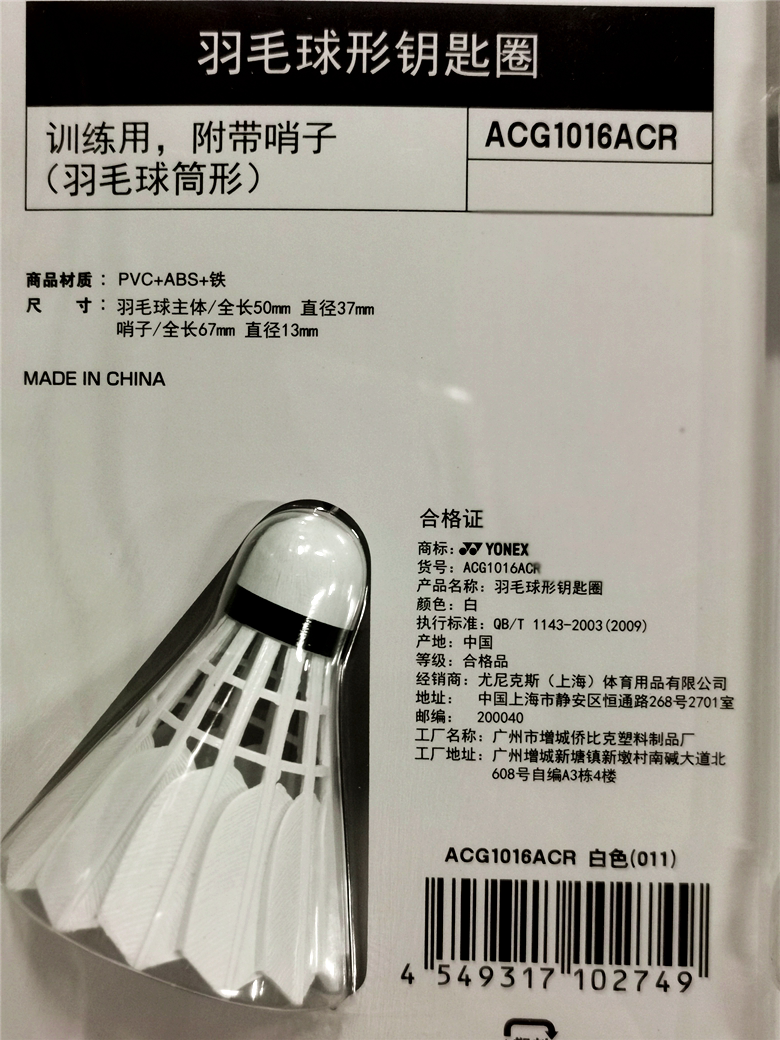 羽毛球形钥匙圈
训练用，附带哨子
（羽毛球筒形）
ACG1016ACR
商品材质：PVC+ABS+铁
尺 寸：羽毛球主体/全长50mm 直径37mm
哨子/全长67mm 直径13mm
MADE IN CHINA
合格证
商标：YONEX
货号：ACG1016ACR
产品名称：羽毛球形钥匙圈
颜色：白
执行标准：QB/T 1143-2003(2009)
产地：中国
等级：合格品
经销商：尤尼克斯（上海）体育用品有限公司
地址： 中国上海市静安区恒通路268号2701室
邮编： 200040
工厂名称：广州市增城侨比克塑料制品厂
工厂地址：广州增城新塘镇新墩村南碱大道北
608号自编A3栋4楼
ACG1016ACR 白色(011)
4 549317 102749